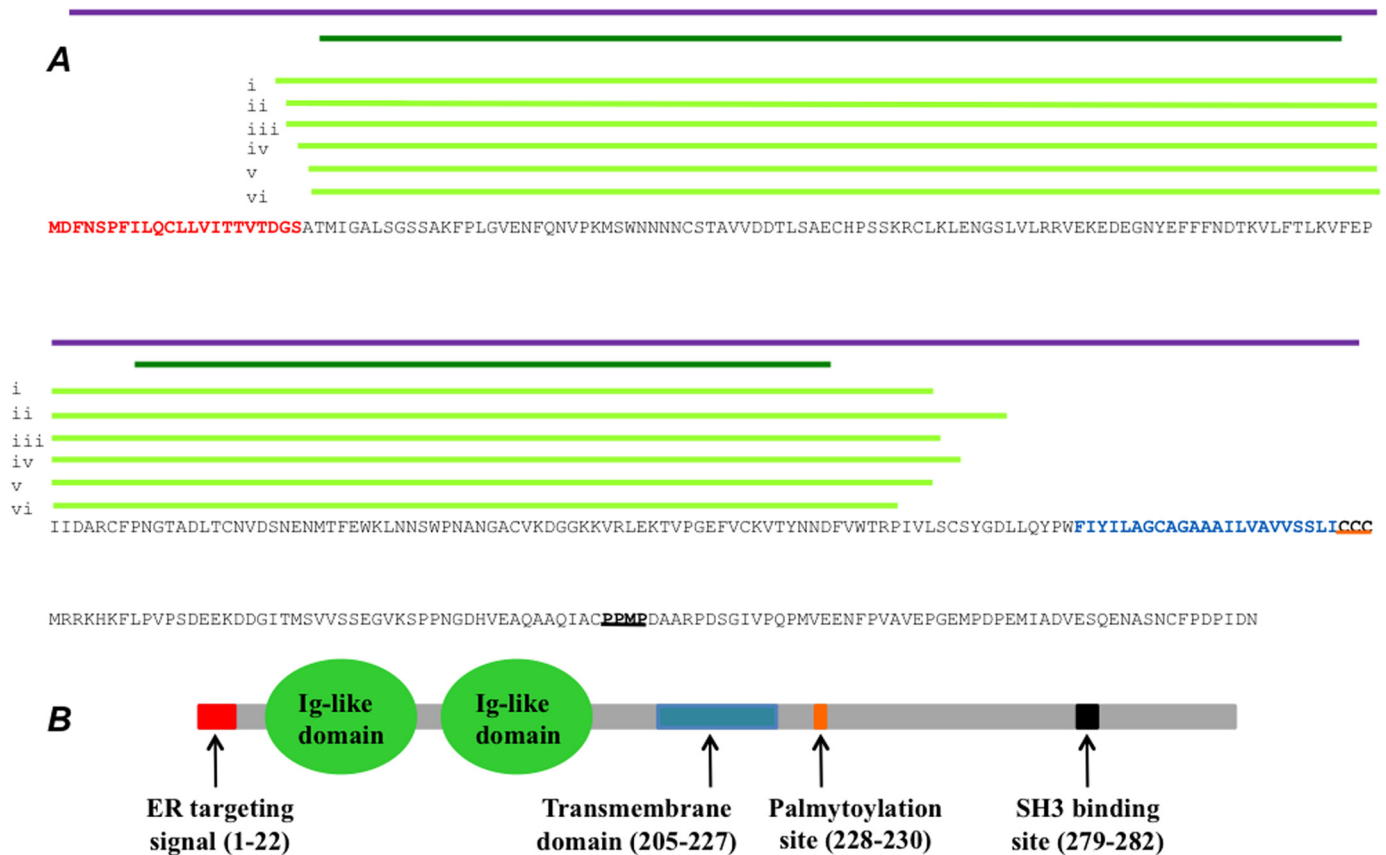 A
i
ii
iii
iv
v
vi
MDFNSPFILQCLLVITTVTDGSATMIGALSGSSAKFPLGVENFQNVPKMSWNNNNCSTAVVDDTLSAECHPSSKRCLKLENGSLVLRRVEKEDEGNYEFFFNDTKVLFTLKVFEP
i
ii
iii
iv
v
vi
IIDARCFPNGTADLTCNVDSNENMTFEWKLNNSWPNANGACVKDGGKKVRLEKTVPGEFVCKVTYNNDFVWTRPIVLSCSYGDLLQYPWFIYILAGCAGAAAILVAVVSSLICCC
MRRKHKFLPVPSDEEKDDGITMSVVSSEGVKSPPNGDHVEAQAAQIACPPMPDAARPDSGIVPQPMVEENFPVAVEPGEMPDPEMIADVESQENASNCFPDPIDN
B
Ig-like
domain
Ig-like
domain
ER targeting
signal (1-22)
Transmembrane
domain (205-227)
Palmytoylation
site (228-230)
SH3 binding
site (279-282)